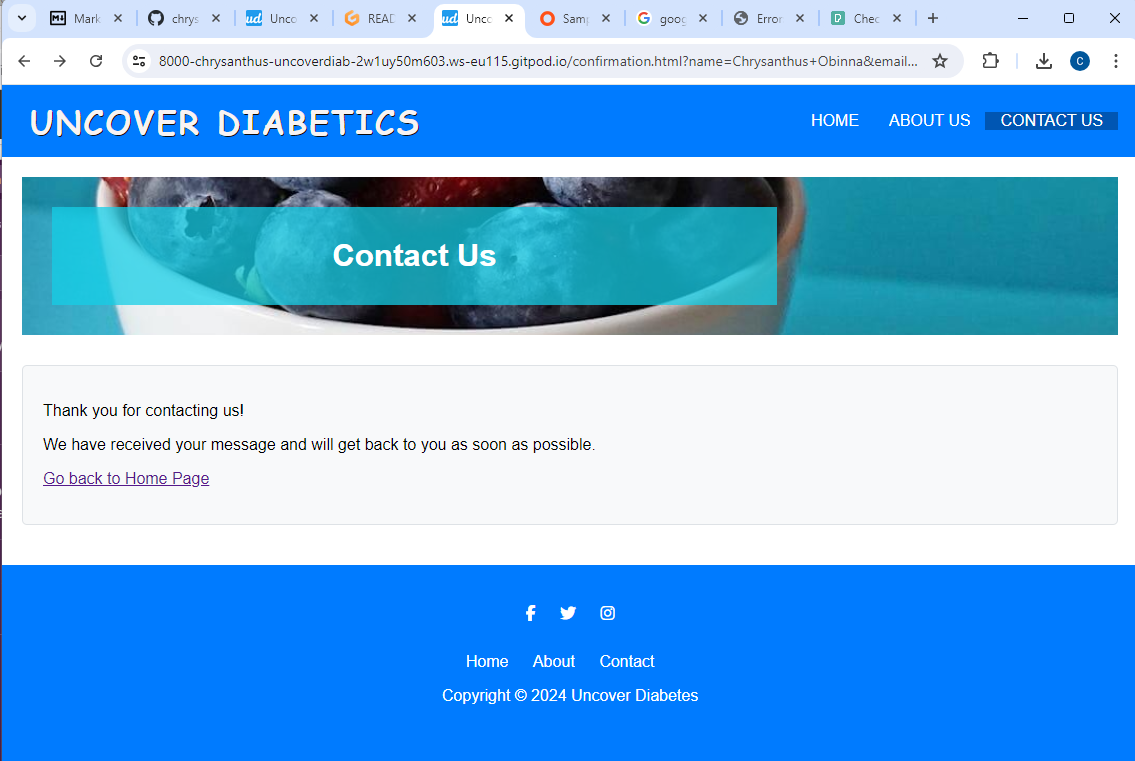 Mark
chrys
Unco
READ
Unco
Samp
goog
Error
Chec
8000-chrysanthus-uncoverdiab-2w1uy50m603.ws-eu115.gitpod.io/confirmation.html?name=Chrysanthus+Obinna&email...
C
UNCOVER DIABETICS
HOME
ABOUT US
CONTACT US
Contact Us
Thank you for contacting us!
We have received your message and will get back to you as soon as possible.
Go back to Home Page
Home About Contact
Copyright © 2024 Uncover Diabetes